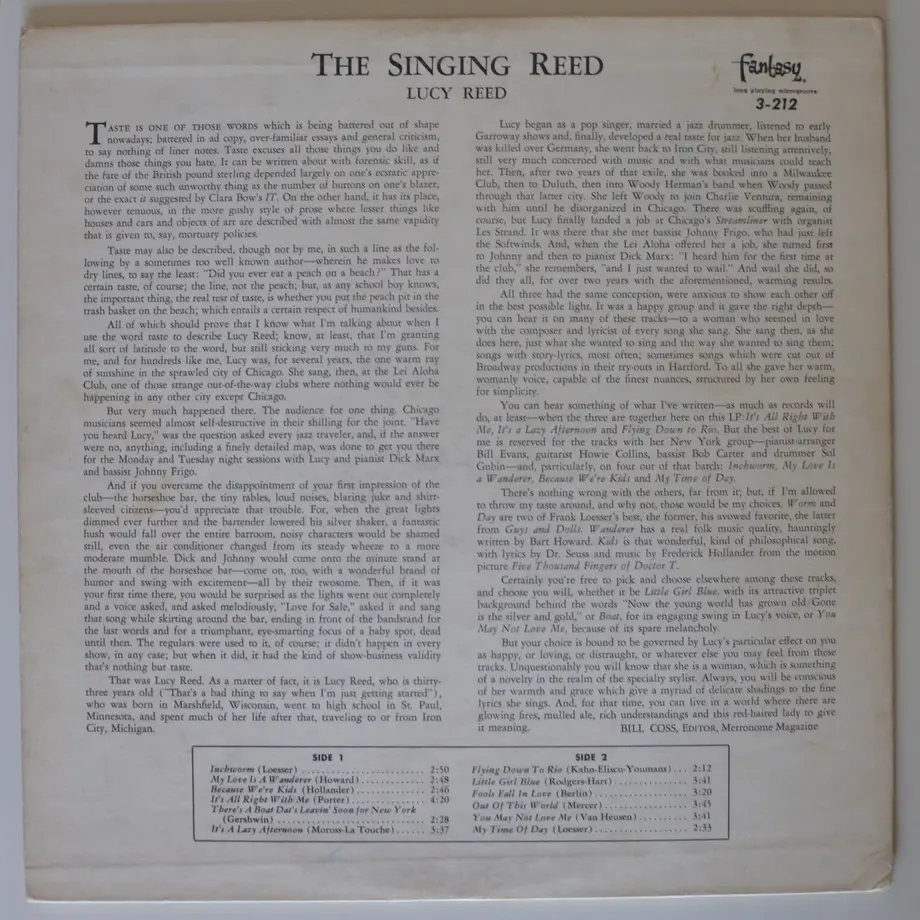 THE SINGING REED
LUCY REED
fantasy
long playing microgroove
3-212
TASTE IS ONE OF THOSE WORDS which is being battered out of shape
nowadays; battered in ad copy, over-familiar essays and general criticism,
to say nothing of liner notes. Taste excuses all those things you do like and
damns those things you hate. It can be written about with forensic skill, as if
the fate of the British pound sterling depended largely on one's ecstatic appre-
ciation of some such unworthy thing as the number of buttons on one's blazer,
or the exact it suggested by Clara Bow's IT. On the other hand, it has its place,
however tenuous, in the more gushy style of prose where lesser things like
houses and cars and objects of art are described with almost the same vapidity
that is given to, say, mortuary policies.
Taste may also be described, though not by me, in such a line as the fol-
lowing by a sometimes too well known author—wherein he makes love to
dry lines, to say the least: "Did you ever eat a peach on a beach?" That has a
certain taste, of course; the line, not the peach; but, as any school boy knows,
the important thing, the real test of taste, is whether you put the peach pit in the
trash basket on the beach; which entails a certain respect of humankind besides.
All of which should prove that I know what I'm talking about when I
use the word taste to describe Lucy Reed; know, at least, that I'm granting
all sort of latitude to the word, but still sticking very much to my guns. For
me, and for hundreds like me, Lucy was, for several years, the one warm ray
of sunshine in the sprawled city of Chicago. She sang, then, at the Lei Aloha
Club, one of those strange out-of-the-way clubs where nothing would ever be
happening in any other city except Chicago.
But very much happened there. The audience for one thing. Chicago
musicians seemed almost self-destructive in their shilling for the joint. "Have
you heard Lucy," was the question asked every jazz traveler, and, if the answer
were no, anything, including a finely detailed map, was done to get you there
for the Monday and Tuesday night sessions with Lucy and pianist Dick Marx
and bassist Johnny Frigo.
And if you overcame the disappointment of your first impression of the
club—the horseshoe bar, the tiny tables, loud noises, blaring juke and shirt-
sleeved citizens—you'd appreciate that trouble. For, when the great lights
dimmed ever further and the bartender lowered his silver shaker, a fantastic
hush would fall over the entire barroom, noisy characters would be shamed
still, even the air conditioner changed from its steady wheeze to a more
moderate mumble. Dick and Johnny would come onto the minute stand at
the mouth of the horseshoe bar—come on, too, with a wonderful brand of
humor and swing with excitement—all by their twosome. Then, if it was
your first time there, you would be surprised as the lights went out completely
and a voice asked, and asked melodiously, "Love for Sale," asked it and sang
that song while skirting around the bar, ending in front of the bandstand for
the last words and for a triumphant, eye-smarting focus of a baby spot, dead
until then. The regulars were used to it, of course; it didn't happen in every
show, in any case; but when it did, it had the kind of show-business validity
that's nothing but taste.
That was Lucy Reed. As a matter of fact, it is Lucy Reed, who is thirty-
three years old ("That's a bad thing to say when I'm just getting started"),
who was born in Marshfield, Wisconsin, went to high school in St. Paul,
Minnesota, and spent much of her life after that, traveling to or from Iron
City, Michigan.
Lucy began as a pop singer, married a jazz drummer, listened to early
Garroway shows and, finally, developed a real taste for jazz. When her husband
was killed over Germany, she went back to Iron City, still listening attentively,
still very much concerned with music and with what musicians could teach
her. Then, after two years of that exile, she was booked into a Milwaukee
Club, then to Duluth, then into Woody Herman's band when Woody passed
through that latter city. She left Woody to join Charlie Ventura, remaining
with him until he disorganized in Chicago. There was scuffling again, of
course, but Lucy finally landed a job at Chicago's Streamliner with organist
Les Strand. It was there that she met bassist Johnny Frigo, who had just left
the Softwinds. And, when the Lei Aloha offered her a job, she turned first
to Johnny and then to pianist Dick Marx: "I heard him for the first time at
the club," she remembers, "and I just wanted to wail." And wail she did, so
did they all, for over two years with the aforementioned, warming results.
All three had the same conception, were anxious to show each other off
in the best possible light. It was a happy group and it gave the right depth—
you can hear it on many of these tracks—to a woman who seemed in love
with the composer and lyricist of every song she sang. She sang then, as she
does here, just what she wanted to sing and the way she wanted to sing them;
songs with story-lyrics, most often; sometimes songs which were cut out of
Broadway productions in their try-outs in Hartford. To all she gave her warm,
womanly voice, capable of the finest nuances, structured by her own feeling
for simplicity.
You can hear something of what I've written—as much as records will
do, at least—when the three are together here on this LP: It's All Right With
Me, It's a Lazy Afternoon and Flying Down to Rio. But the best of Lucy for
me is reserved for the tracks with her New York group—pianist-arranger
Bill Evans, guitarist Howie Collins, bassist Bob Carter and drummer Sol
Gubin—and, particularly, on four out of that batch: Inchworm, My Love Is
a Wanderer, Because We're Kids and My Time of Day.
There's nothing wrong with the others, far from it; but, if I'm allowed
to throw my taste around, and why not, those would be my choices. Worm and
Day are two of Frank Loesser's best, the former, his avowed favorite, the latter
from Guys and Dolls. Wanderer has a real folk music quality, hauntingly
written by Bart Howard. Kids is that wonderful, kind of philosophical song,
with lyrics by Dr. Seuss and music by Frederick Hollander from the motion
picture Five Thousand Fingers of Doctor T.
Certainly you're free to pick and choose elsewhere among these tracks,
and choose you will, whether it be Little Girl Blue, with its attractive triplet
background behind the words "Now the young world has grown old/Gone
is the silver and gold," or Boat, for its engaging swing in Lucy's voice, or You
May Not Love Me, because of its spare melancholy.
But your choice is bound to be governed by Lucy's particular effect on you
as happy, or loving, or distraught, or whatever else you may feel from these
tracks. Unquestionably you will know that she is a woman, which is something
of a novelty in the realm of the specialty stylist. Always, you will be conscious
of her warmth and grace which give a myriad of delicate shadings to the fine
lyrics she sings. And, for that time, you can live in a world where there are
glowing fires, mulled ale, rich understandings and this red-haired lady to give
it meaning. BILL COSS, EDITOR, Metronome Magazine
SIDE 1
Inchworm (Loesser) 2:50
My Love Is A Wanderer (Howard) 2:48
Because We're Kids (Hollander) 2:46
It's All Right With Me (Porter) 4:20
There's A Boat Dat's Leavin' Soon for New York
(Gershwin) 2:28
It's A Lazy Afternoon (Moross-La Touche) 3:37
SIDE 2
Flying Down To Rio (Kahn-Eliscu-Youmans) 2:12
Little Girl Blue (Rodgers-Hart) 3:41
Fools Fall In Love (Berlin) 3:20
Out Of This World (Mercer) 3:45
You May Not Love Me (Van Heusen) 3:41
My Time Of Day (Loesser) 2:33